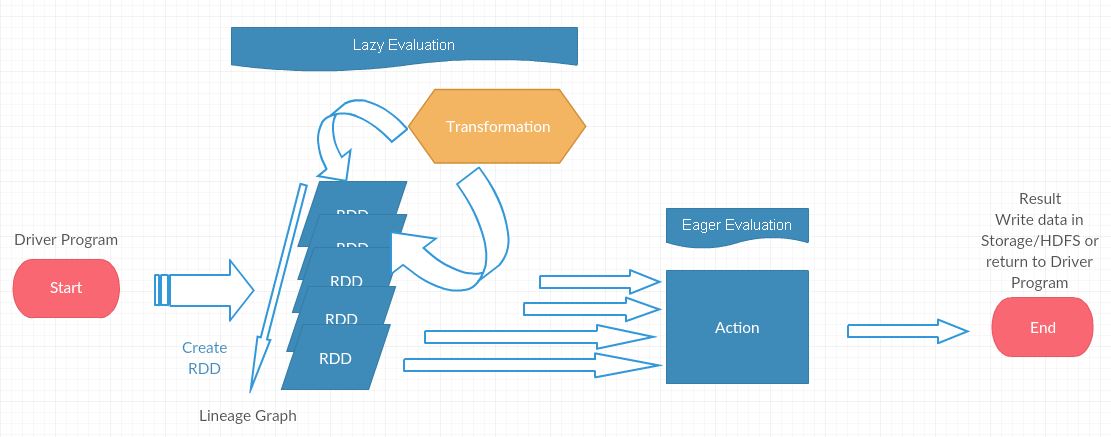 Lazy Evaluation
Transformation
RDD
RDD
RDD
RDD
RDD
Driver Program
Start
Create
RDD
Lineage Graph
Eager Evaluation
Action
Result
Write data in
Storage/HDFS or
return to Driver
Program
End